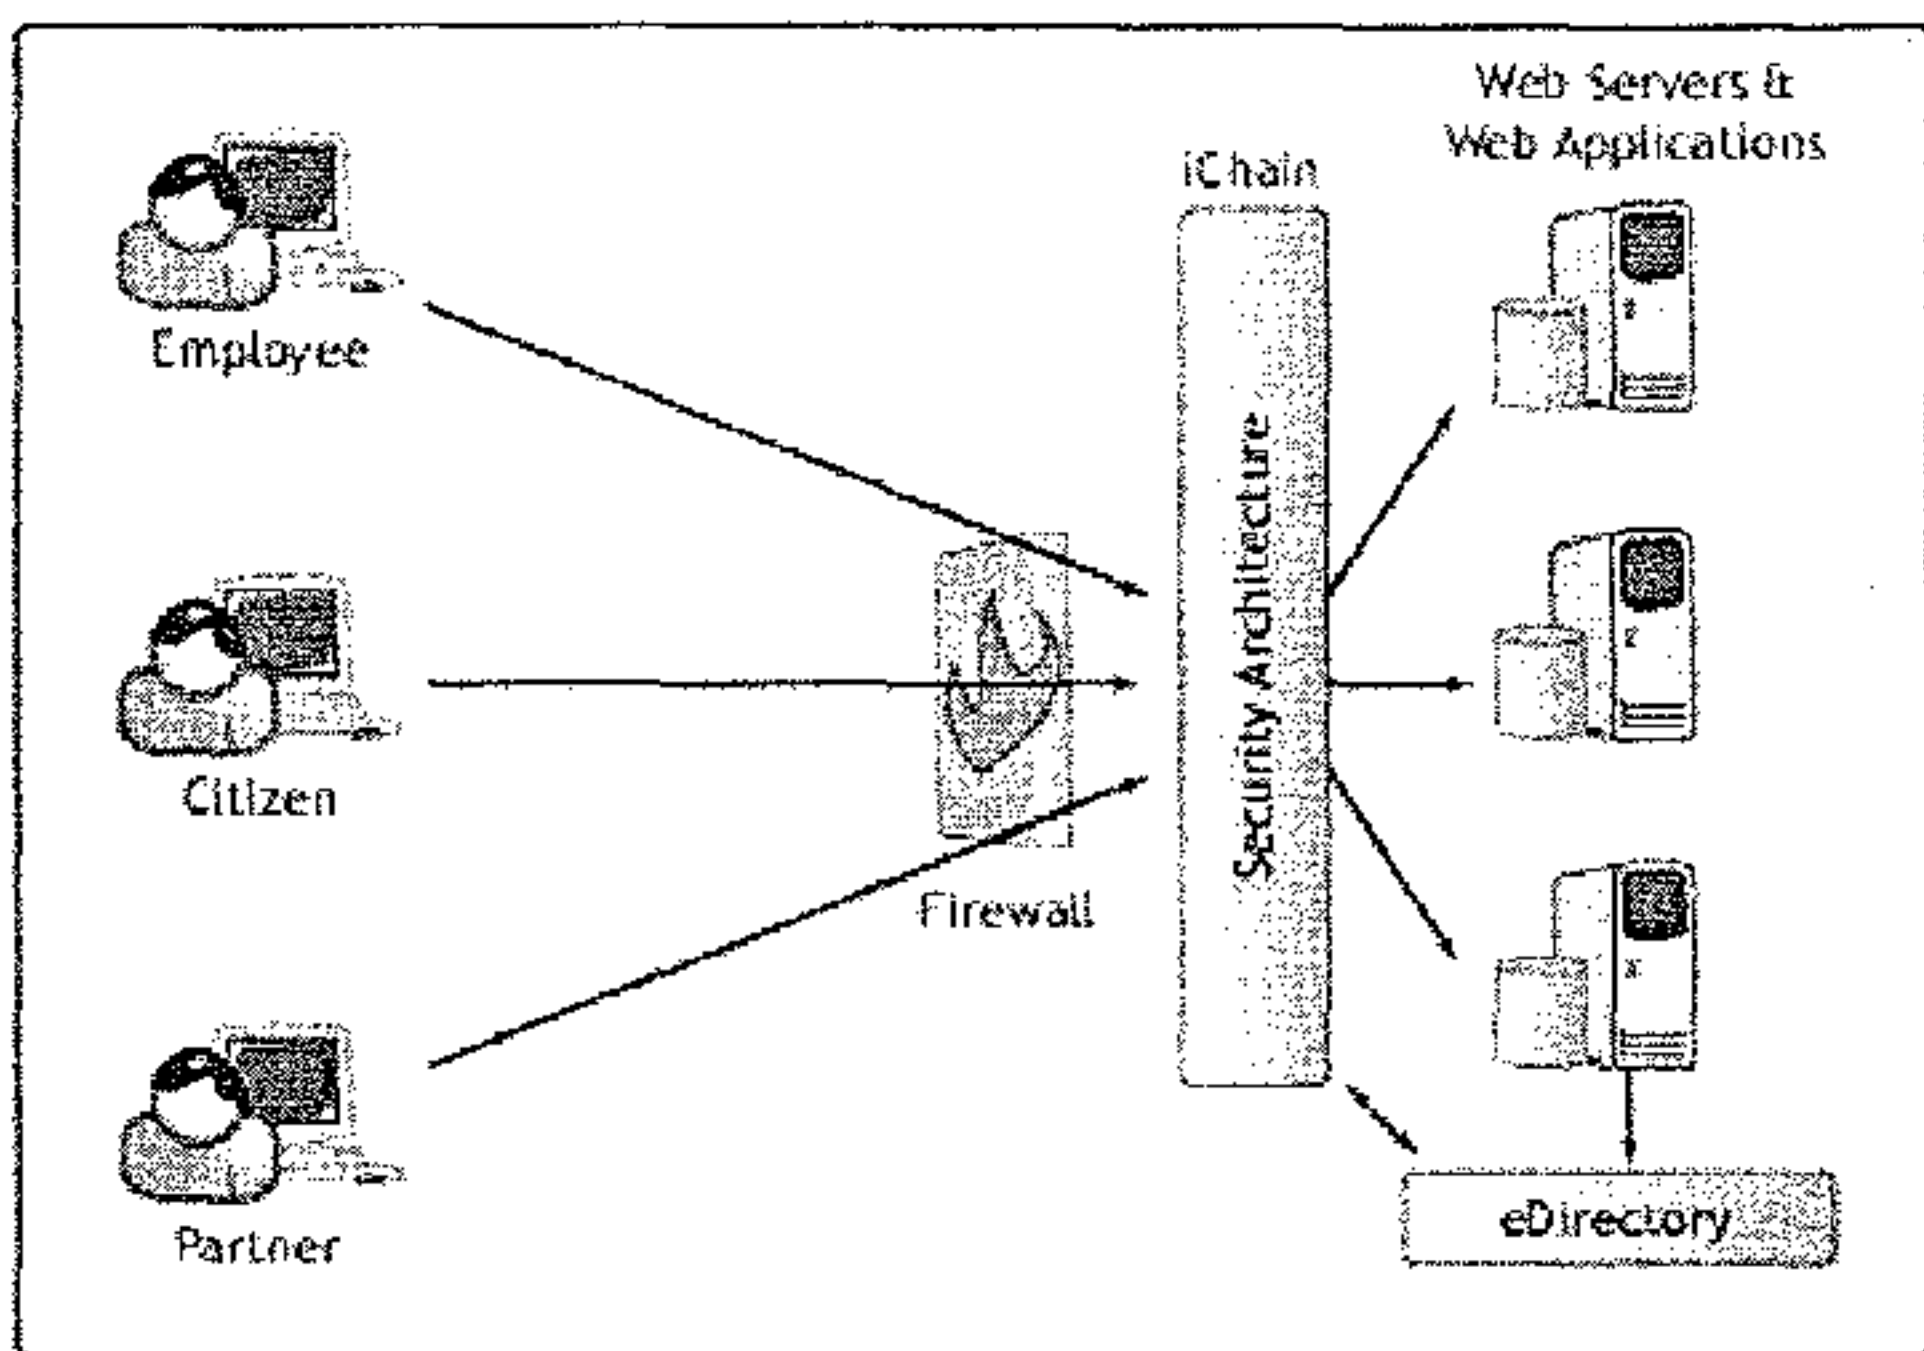 Web Servers &
Web Applications
iChain
Employee
Security Architecture
Citizen
Firewall
Partner
eDirectory